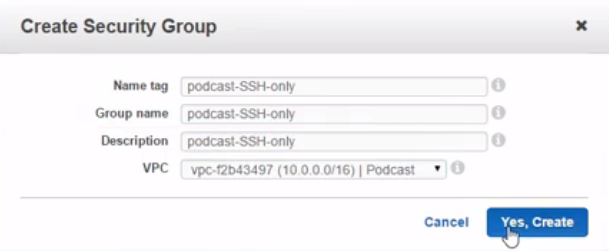 Create Security Group
Name tag podcast-SSH-only
Group name podcast-SSH-only
Description podcast-SSH-only
VPC vpc-f2b43497 (10.0.0.0/16) | Podcast
Cancel Yes, Create